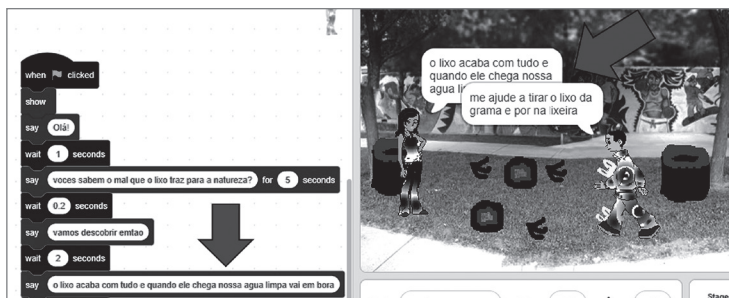 when clicked
show
say Olá!
wait 1 seconds
say voces sabem o mal que o lixo traz para a natureza? for 5 seconds
wait 0.2 seconds
say vamos descobrir emtao
wait 2 seconds
say o lixo acaba com tudo e quando ele chega nossa agua limpa vai em bora
o lixo acaba com tudo e
quando ele chega nossa
agua
me ajude a tirar o lixo da
grama e por na lixeira
Stage